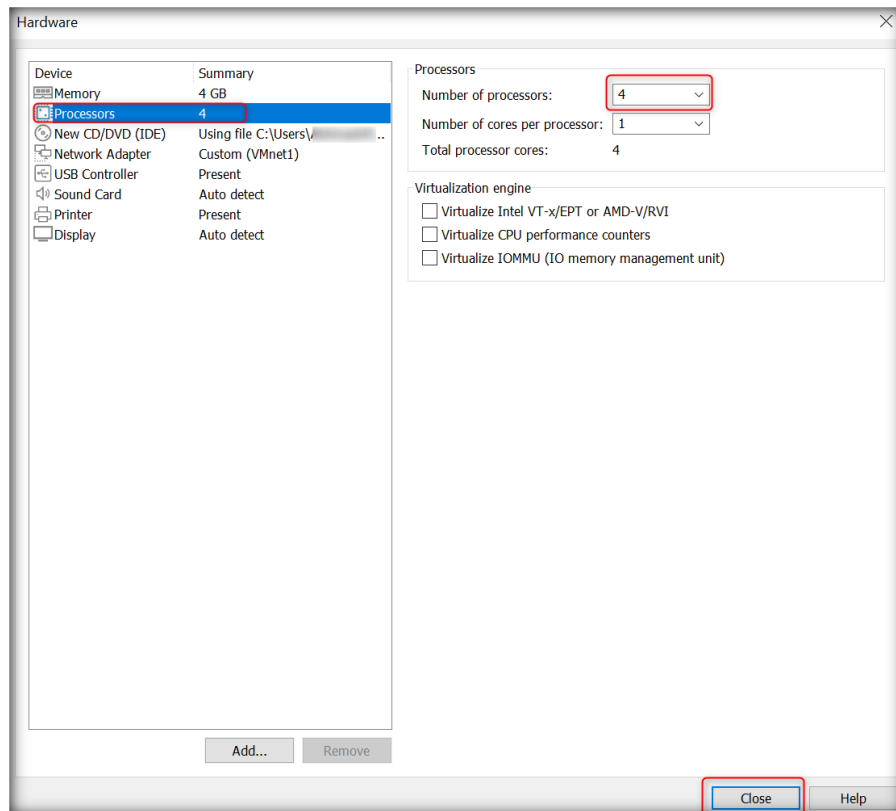 Hardware
Device Summary
Memory 4 GB
Processors 4
New CD/DVD (IDE) Using file C:\Users\ ..
Network Adapter Custom (VMnet1)
USB Controller Present
Sound Card Auto detect
Printer Present
Display Auto detect
Add... Remove
Processors
Number of processors: 4
Number of cores per processor: 1
Total processor cores: 4
Virtualization engine
Virtualize Intel VT-x/EPT or AMD-V/RVI
Virtualize CPU performance counters
Virtualize IOMMU (IO memory management unit)
Close Help